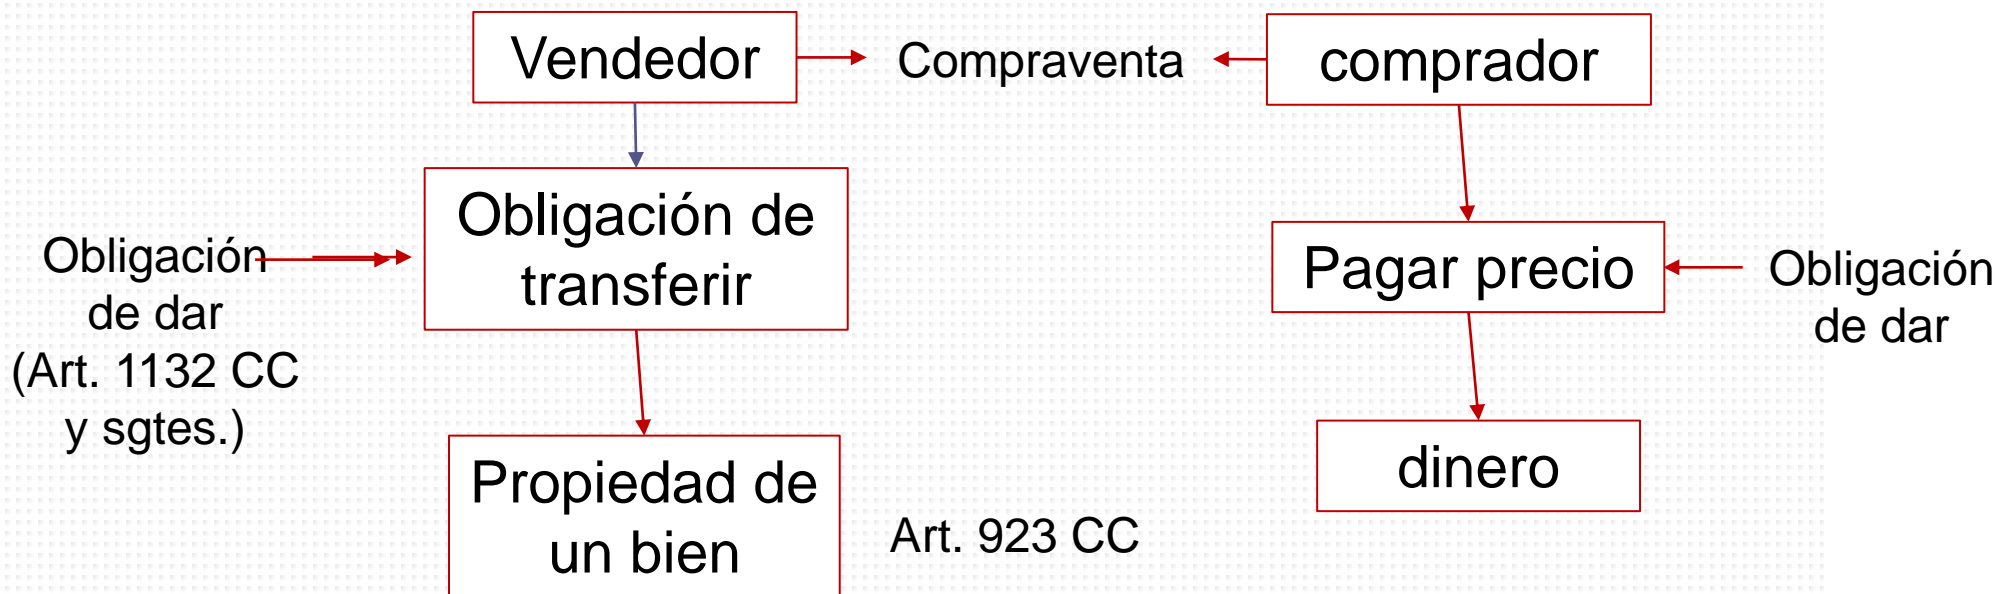 Vendedor
Compraventa
comprador
Obligación de
transferir
Obligación
de dar
(Art. 1132 CC
y sgtes.)
Pagar precio
Obligación
de dar
Propiedad de
un bien
Art. 923 CC
dinero